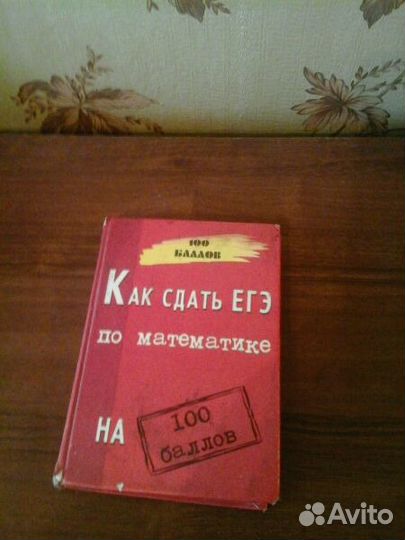 100
БАЛЛОВ
КАК СДАТЬ ЕГЭ
по математике
НА
100
баллов
Avito